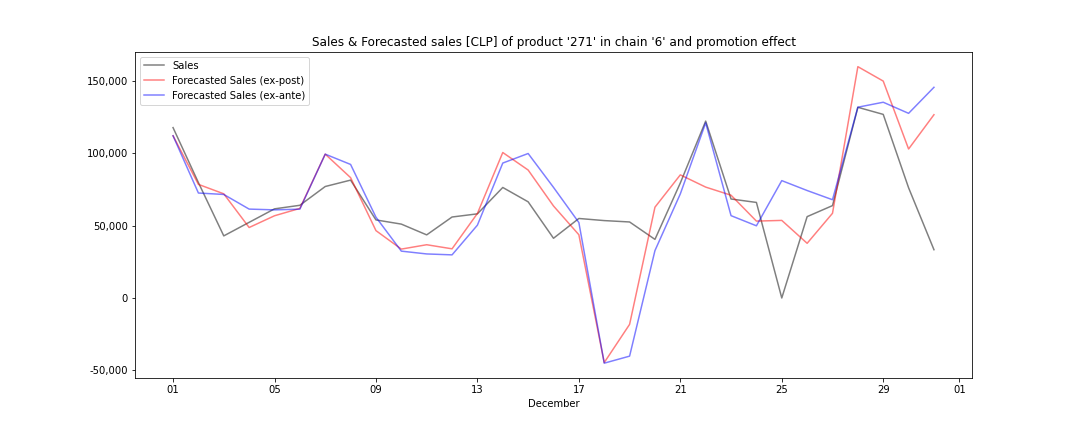 Sales & Forecasted sales [CLP] of product '271' in chain '6' and promotion effect
Sales
Forecasted Sales (ex-post)
Forecasted Sales (ex-ante)
150,000
100,000
50,000
0
-50,000
01 05 09 13 17 21 25 29 01
December